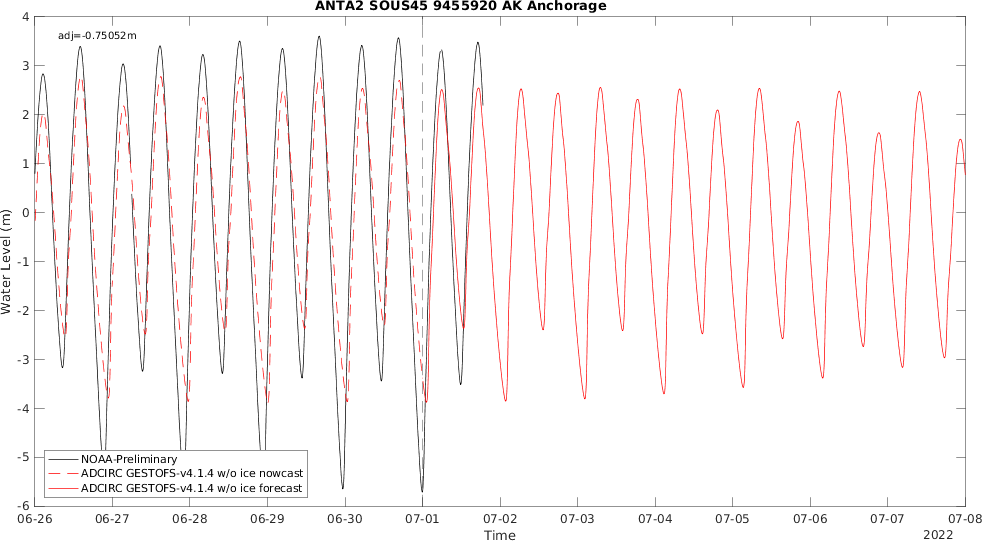 ANTA2 SOUS45 9455920 AK Anchorage
adj=-0.75052m
4
3
2
1
0
-1
-2
-3
-4
-5
-6
Water Level (m)
NOAA-Preliminary
ADCIRC GESTOFS-v4.1.4 w/o ice nowcast
ADCIRC GESTOFS-v4.1.4 w/o ice forecast
06-26 06-27 06-28 06-29 06-30 07-01 07-02 07-03 07-04 07-05 07-06 07-07 07-08
Time
2022